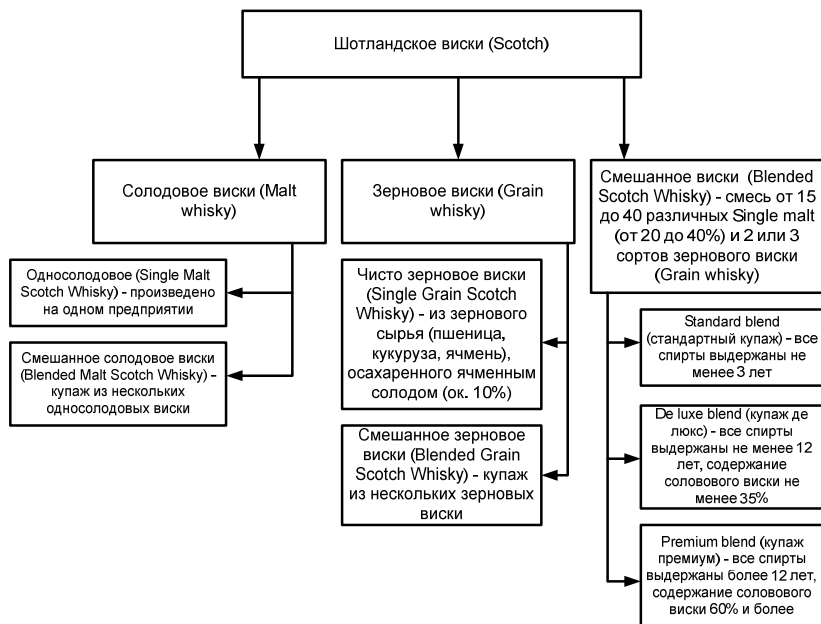 Шотландское виски (Scotch)
Солодовое виски (Malt
whisky)
Односолодовое (Single Malt
Scotch Whisky) - произведено
на одном предприятии
Смешанное солодовое виски
(Blended Malt Scotch Whisky) –
купаж из нескольких
односолодовых виски
Зерновое виски (Grain
whisky)
Чисто зерновое виски
(Single Grain Scotch
Whisky) - из зернового
сырья (пшеница,
кукуруза, ячмень),
осахаренного ячменным
солодом (ок. 10%)
Смешанное зерновое
виски (Blended Grain
Scotch Whisky) - купаж
из нескольких зерновых
виски
Смешанное виски (Blended
Scotch Whisky) - смесь от 15
до 40 различных Single malt
(от 20 до 40%) и 2 или 3
сортов зернового виски
(Grain whisky)
Standard blend
(стандартный купаж) - все
спирты выдержаны не
менее 3 лет
De luxe blend (купаж де
люкс) - все спирты
выдержаны не менее 12
лет, содержание
соловового виски не
менее 35%
Premium blend (купаж
премиум) - все спирты
выдержаны более 12 лет,
содержание соловового
виски 60% и более